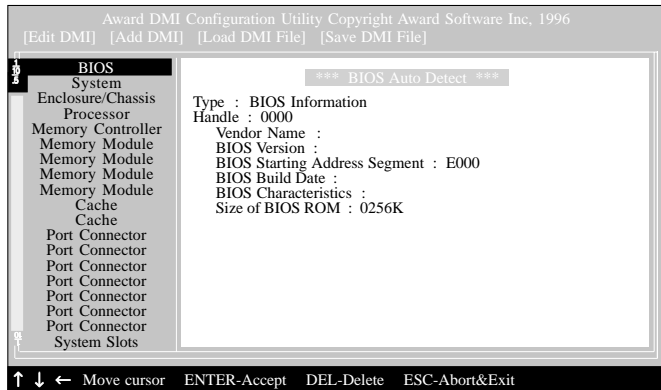 Award DMI Configuration Utility Copyright Award Software Inc, 1996
[Edit DMI] [Add DMI] [Load DMI File] [Save DMI File]
BIOS
System
Enclosure/Chassis
Processor
Memory Controller
Memory Module
Memory Module
Memory Module
Memory Module
Cache
Cache
Port Connector
Port Connector
Port Connector
Port Connector
Port Connector
Port Connector
Port Connector
System Slots
*** BIOS Auto Detect ***
Type : BIOS Information
Handle : 0000
Vendor Name :
BIOS Version :
BIOS Starting Address Segment : E000
BIOS Build Date :
BIOS Characteristics :
Size of BIOS ROM : 0256K
↑ ↓ ← Move cursor ENTER-Accept DEL-Delete ESC-Abort&Exit